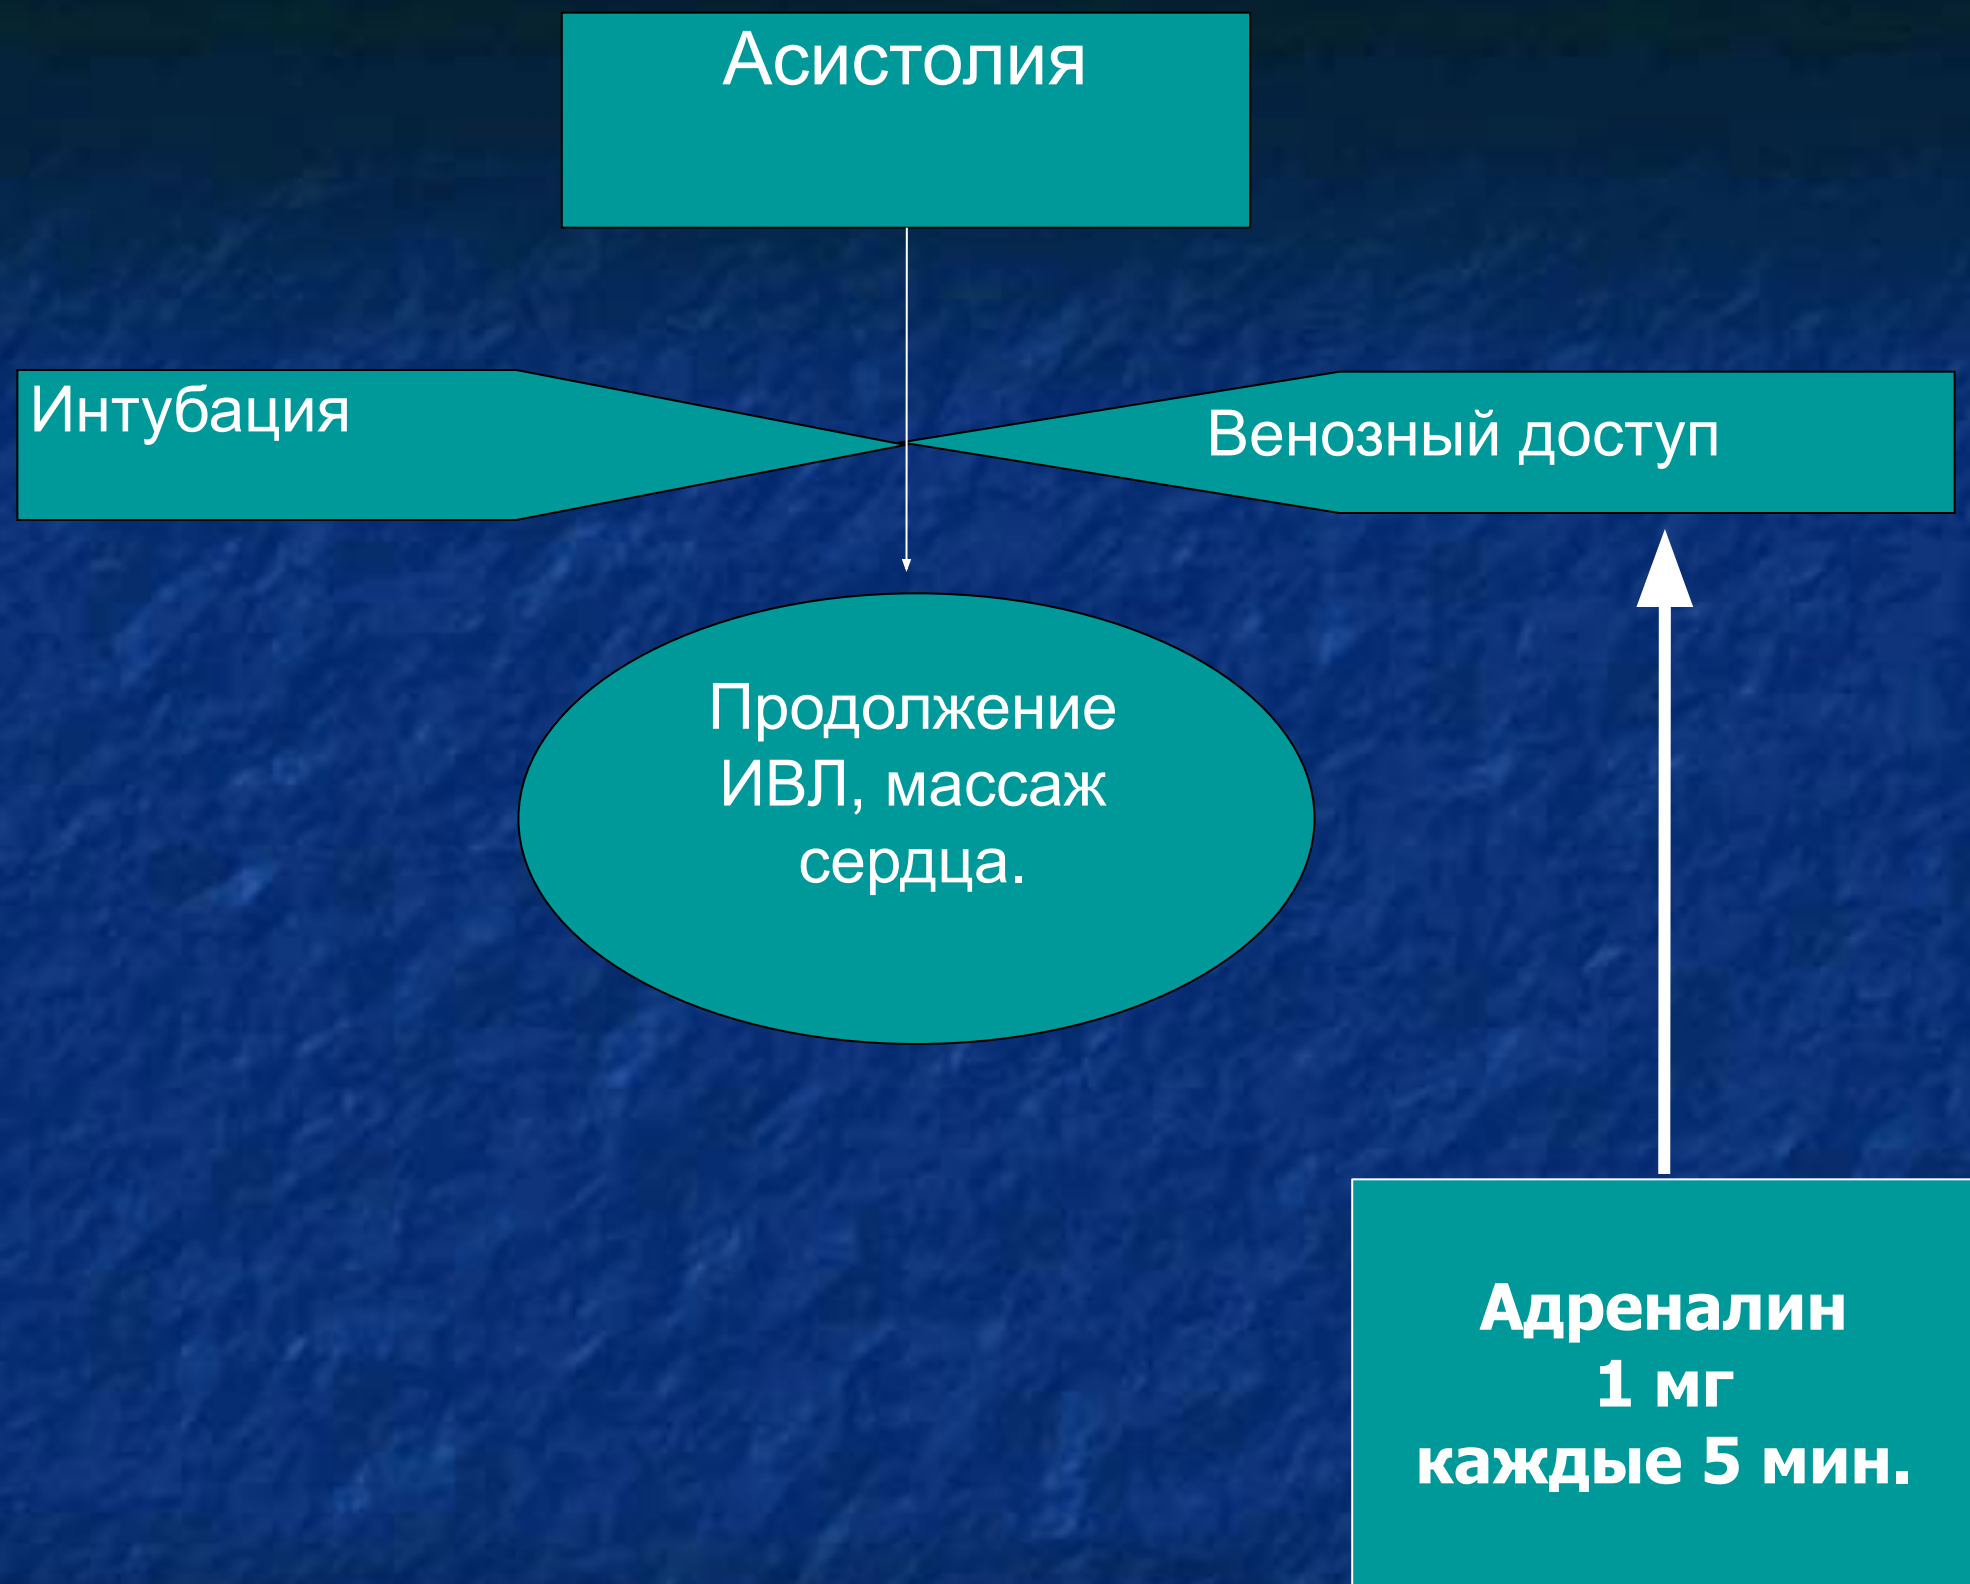 Асистолия
Интубация
Венозный доступ
Продолжение
ИВЛ, массаж
сердца.
Адреналин
1 мг
каждые 5 мин.